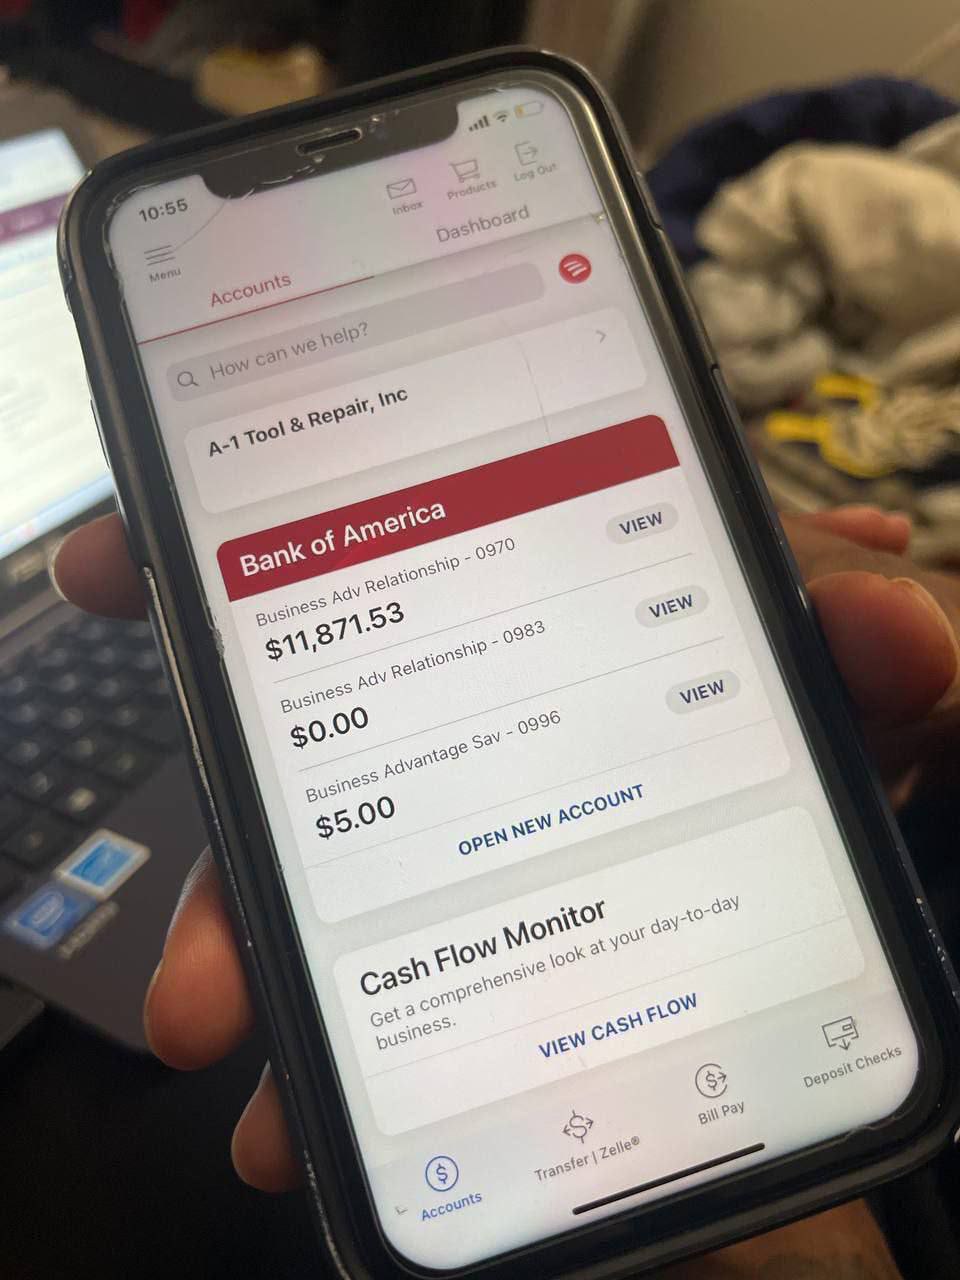 10:55
Menu
Inbox
Products
Log Out
Accounts
Dashboard
How can we help?
A-1 Tool & Repair, Inc
Bank of America
Business Adv Relationship - 0970
$11,871.53
VIEW
Business Adv Relationship - 0983
$0.00
VIEW
Business Advantage Sav - 0996
$5.00
VIEW
OPEN NEW ACCOUNT
Cash Flow Monitor
Get a comprehensive look at your day-to-day
business.
VIEW CASH FLOW
Accounts
Transfer | Zelle®
Bill Pay
Deposit Checks